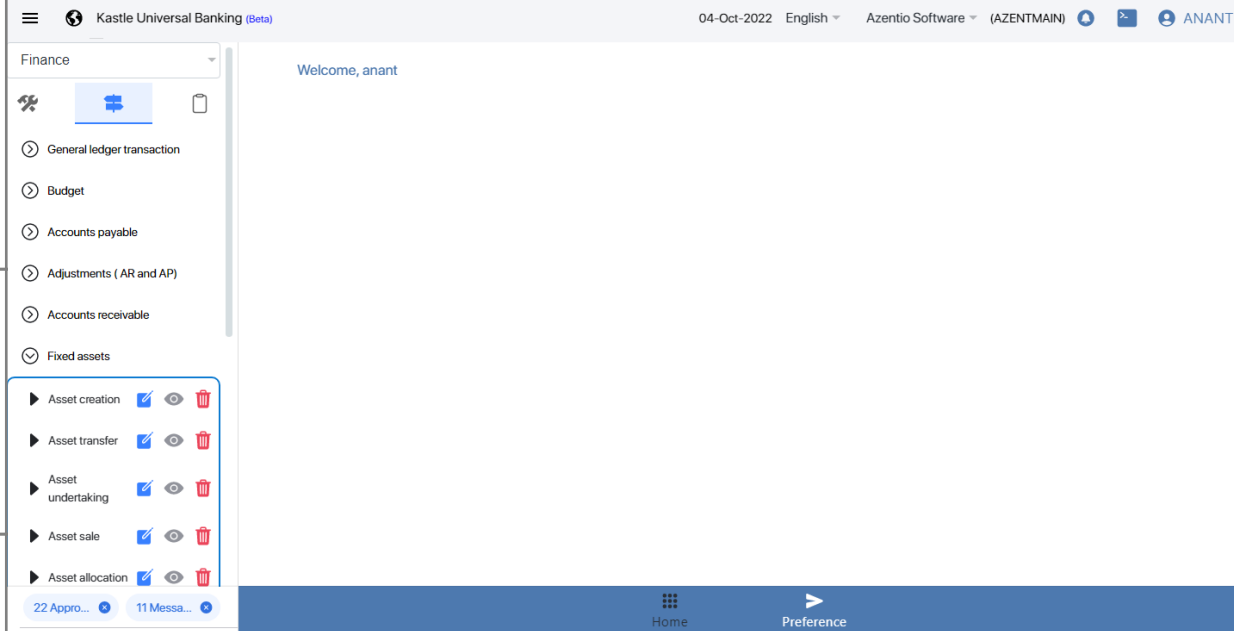 Kastle Universal Banking (Beta)
04-Oct-2022 English Azentio Software (AZENTMAIN) ANANT
Finance
Welcome, anant
General ledger transaction
Budget
Accounts payable
Adjustments ( AR and AP)
Accounts receivable
Fixed assets
Asset creation
Asset transfer
Asset
undertaking
Asset sale
Asset allocation
22 Appro... 11 Messa...
Home Preference